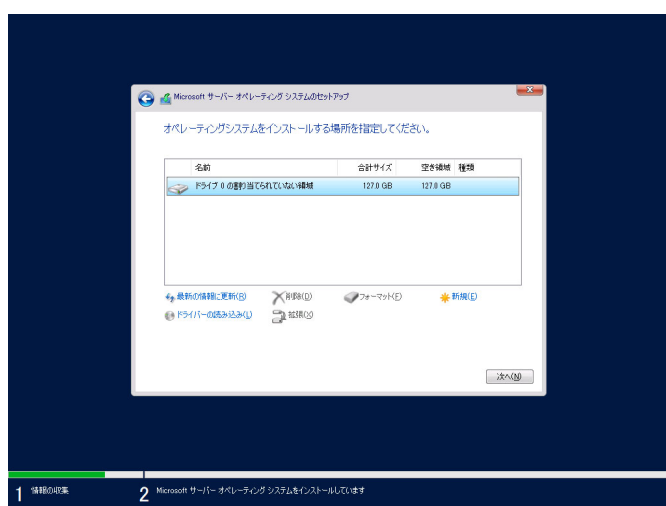 Microsoft サーバー オペレーティング システムのセットアップ
オペレーティングシステムをインストールする場所を指定してください。
名前 合計サイズ 空き領域 種類
ドライブ 0 の割り当てられていない領域 127.0 GB 127.0 GB
最新の情報に更新(R) 削除(D) フォーマット(F) 新規(E)
ドライバーの読み込み(L) 拡張(X)
次へ(N)
1 情報の収集 2 Microsoft サーバー オペレーティング システムをインストールしています